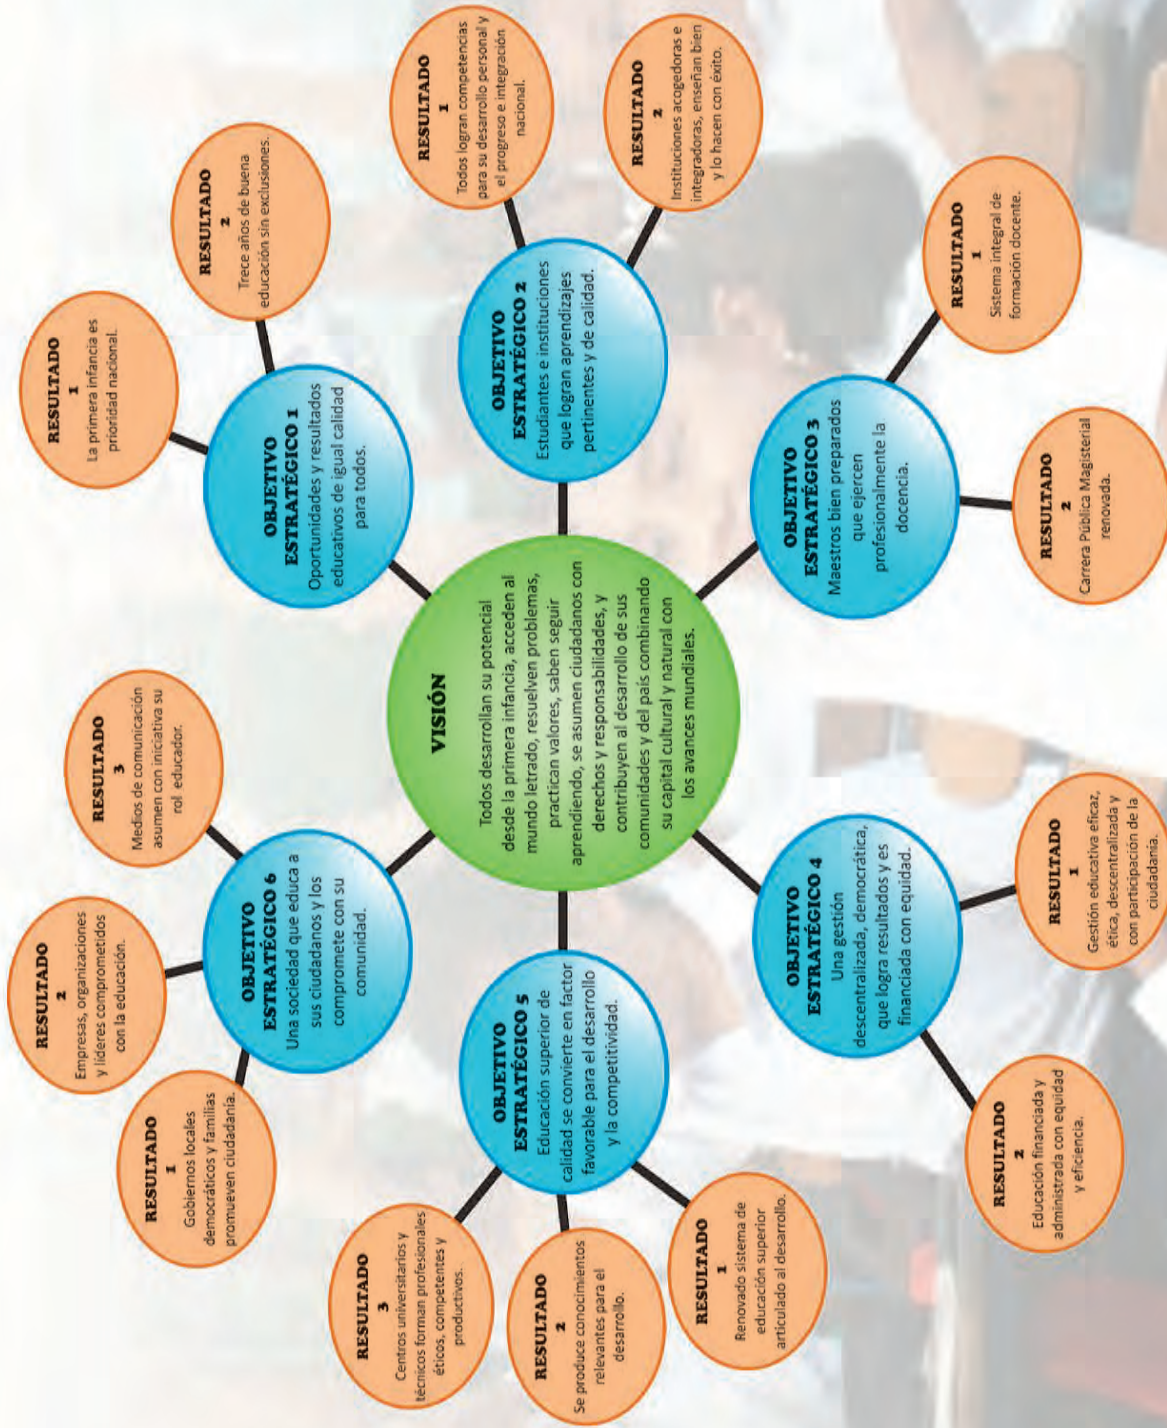 VISIÓN
Todos desarrollan su potencial
desde la primera infancia, acceden al
mundo letrado, resuelven problemas,
practican valores, saben seguir
aprendiendo, se asumen ciudadanos con
derechos y responsabilidades, y
contribuyen al desarrollo de sus
comunidades y del país combinando
su capital cultural y natural con
los avances mundiales.
OBJETIVO
ESTRATÉGICO 1
Oportunidades y resultados
educativos de igual calidad
para todos.
RESULTADO
1
La primera infancia es
prioridad nacional.
RESULTADO
2
Trece años de buena
educación sin exclusiones.
OBJETIVO
ESTRATÉGICO 2
Estudiantes e instituciones
que logran aprendizajes
pertinentes y de calidad.
RESULTADO
1
Todos logran competencias
para su desarrollo personal y
el progreso e integración
nacional.
RESULTADO
2
Instituciones acogedoras e
integradoras, enseñan bien
y lo hacen con éxito.
OBJETIVO
ESTRATÉGICO 3
Maestros bien preparados
que ejercen
profesionalmente la
docencia.
RESULTADO
1
Sistema integral de
formación docente.
RESULTADO
2
Carrera Pública Magisterial
renovada.
OBJETIVO
ESTRATÉGICO 4
Una gestión
descentralizada, democrática,
que logra resultados y es
financiada con equidad.
RESULTADO
1
Gestión educativa eficaz,
ética, descentralizada y
con participación de la
ciudadanía.
RESULTADO
2
Educación financiada y
administrada con equidad
y eficiencia.
OBJETIVO
ESTRATÉGICO 5
Educación superior de
calidad se convierte en factor
favorable para el desarrollo
y la competitividad.
RESULTADO
1
Renovado sistema de
educación superior
articulado al desarrollo.
RESULTADO
2
Se produce conocimientos
relevantes para el
desarrollo.
RESULTADO
3
Centros universitarios y
técnicos forman profesionales
éticos, competentes y
productivos.
OBJETIVO
ESTRATÉGICO 6
Una sociedad que educa a
sus ciudadanos y los
compromete con su
comunidad.
RESULTADO
1
Gobiernos locales
democráticos y familias
promueven ciudadanía.
RESULTADO
2
Empresas, organizaciones
y líderes comprometidos
con la educación.
RESULTADO
3
Medios de comunicación
asumen con iniciativa su
rol educador.